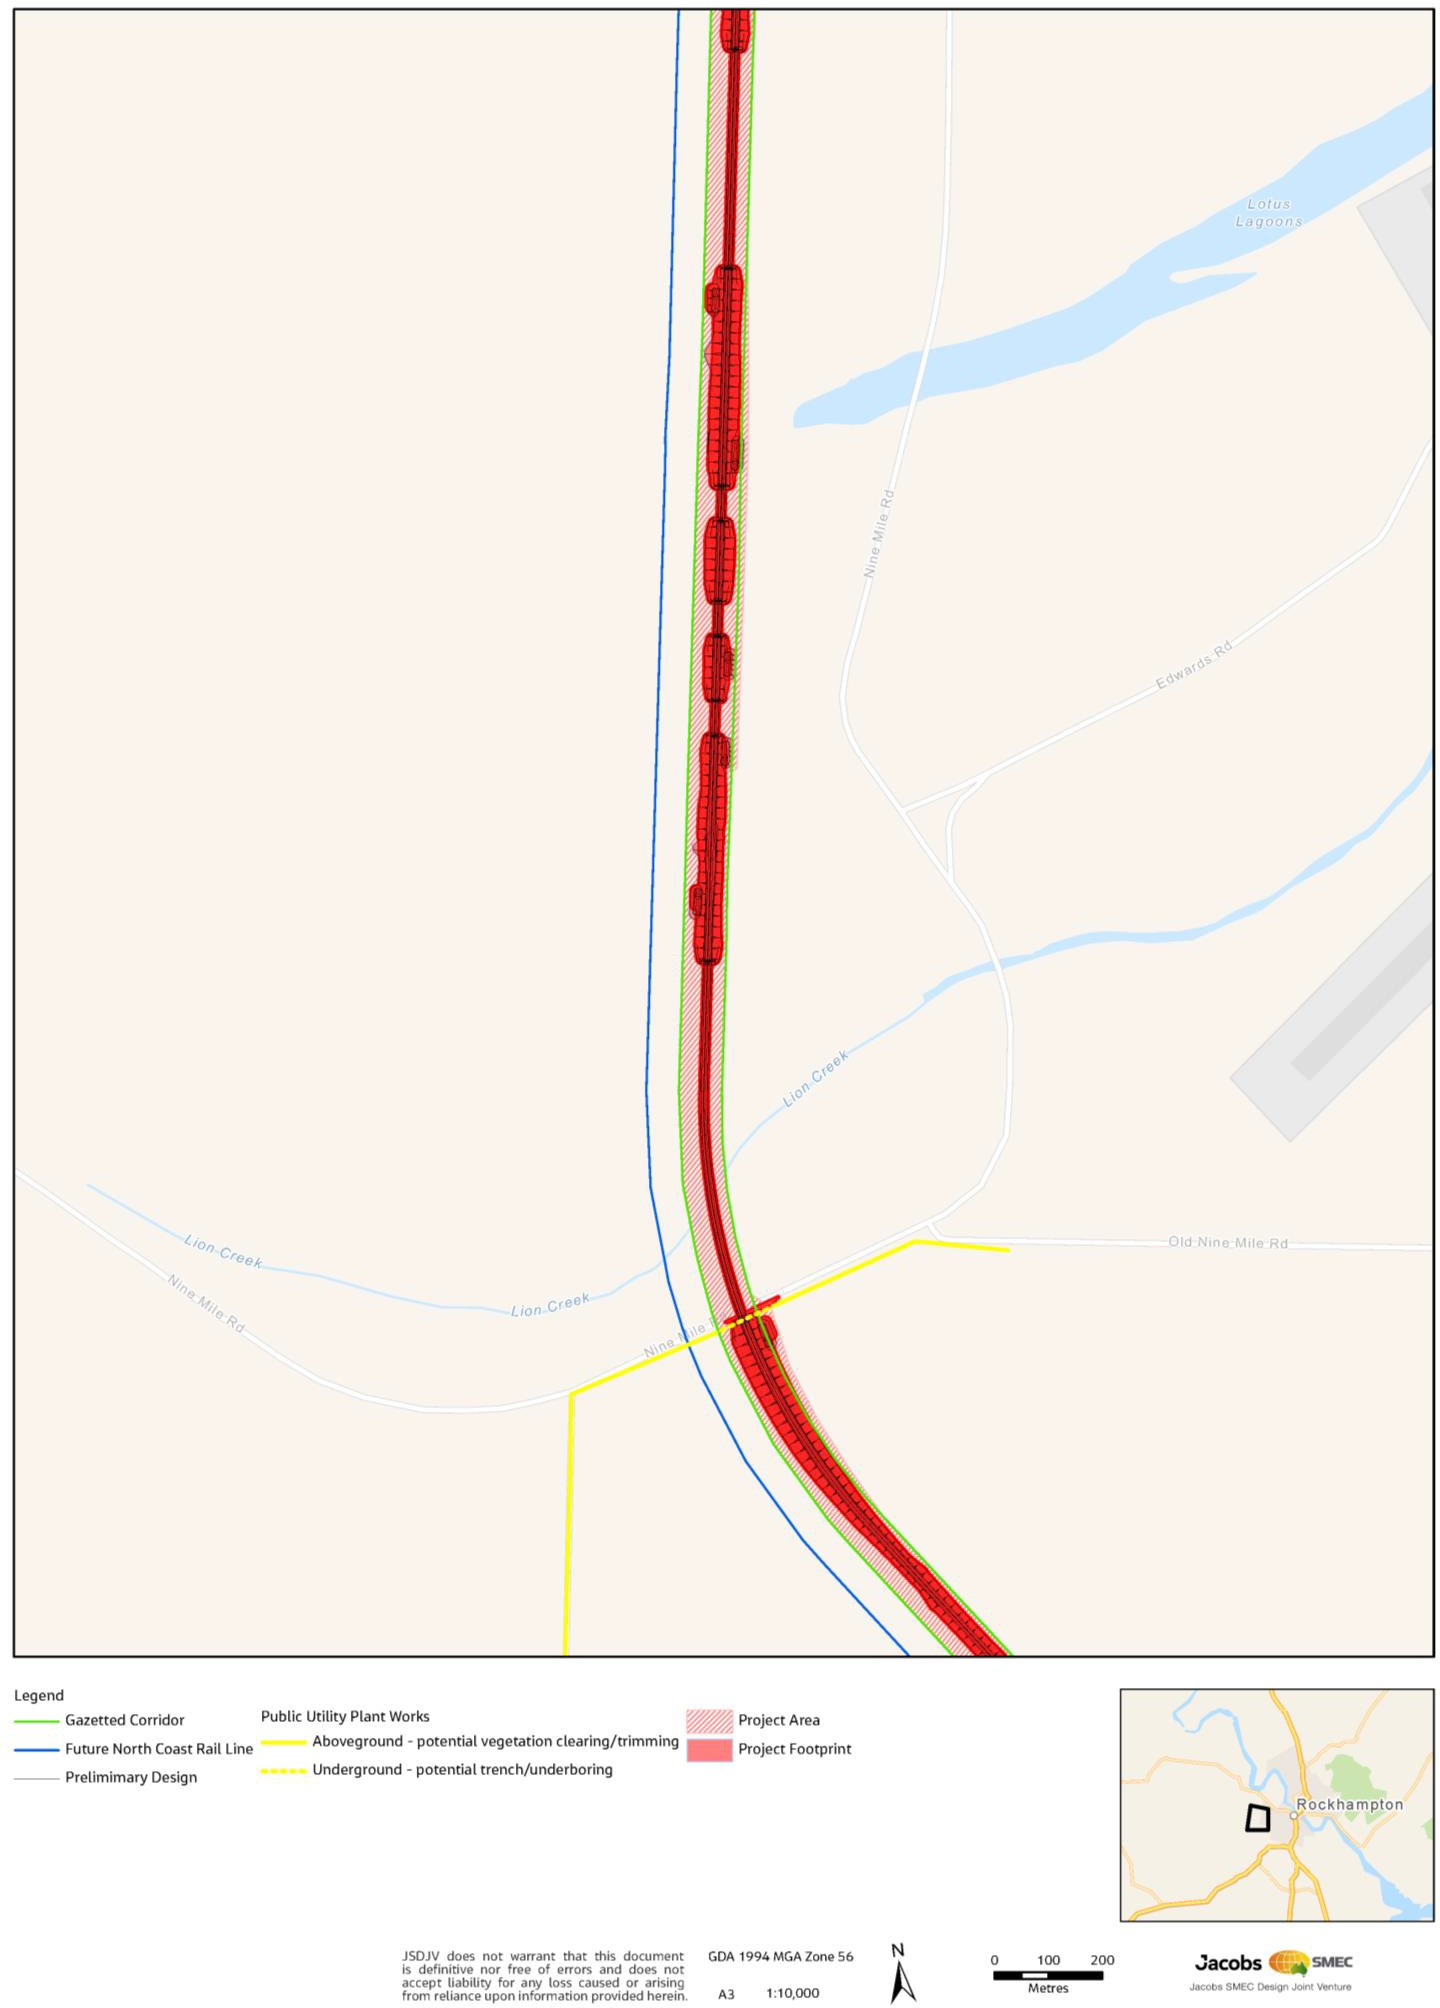 Lotus
Lagoons
Nine Mile Rd
Edwards Rd
Lion Creek
Lion Creek
Nine Mile Rd
Lion Creek
Nine Mile
Old Nine Mile Rd
Legend
Gazetted Corridor
Future North Coast Rail Line
Prelimimary Design
Public Utility Plant Works
Aboveground - potential vegetation clearing/trimming
Underground - potential trench/underboring
Project Area
Project Footprint
Rockhampton
JSDJV does not warrant that this document
is definitive nor free of errors and does not
accept liability for any loss caused or arising
from reliance upon information provided herein.
GDA 1994 MGA Zone 56
A3 1:10,000
N
0 100 200
Metres
Jacobs SMEC
Jacobs SMEC Design Joint Venture